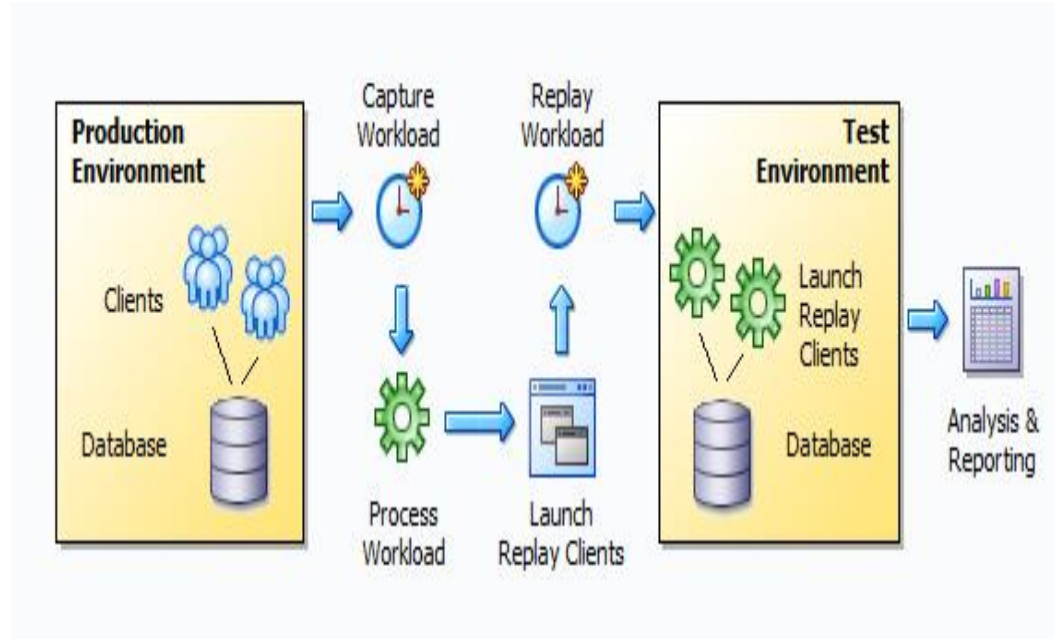 Production
Environment
Clients
Database
Capture
Workload
Process
Workload
Launch
Replay Clients
Replay
Workload
Test
Environment
Launch
Replay
Clients
Database
Analysis &
Reporting